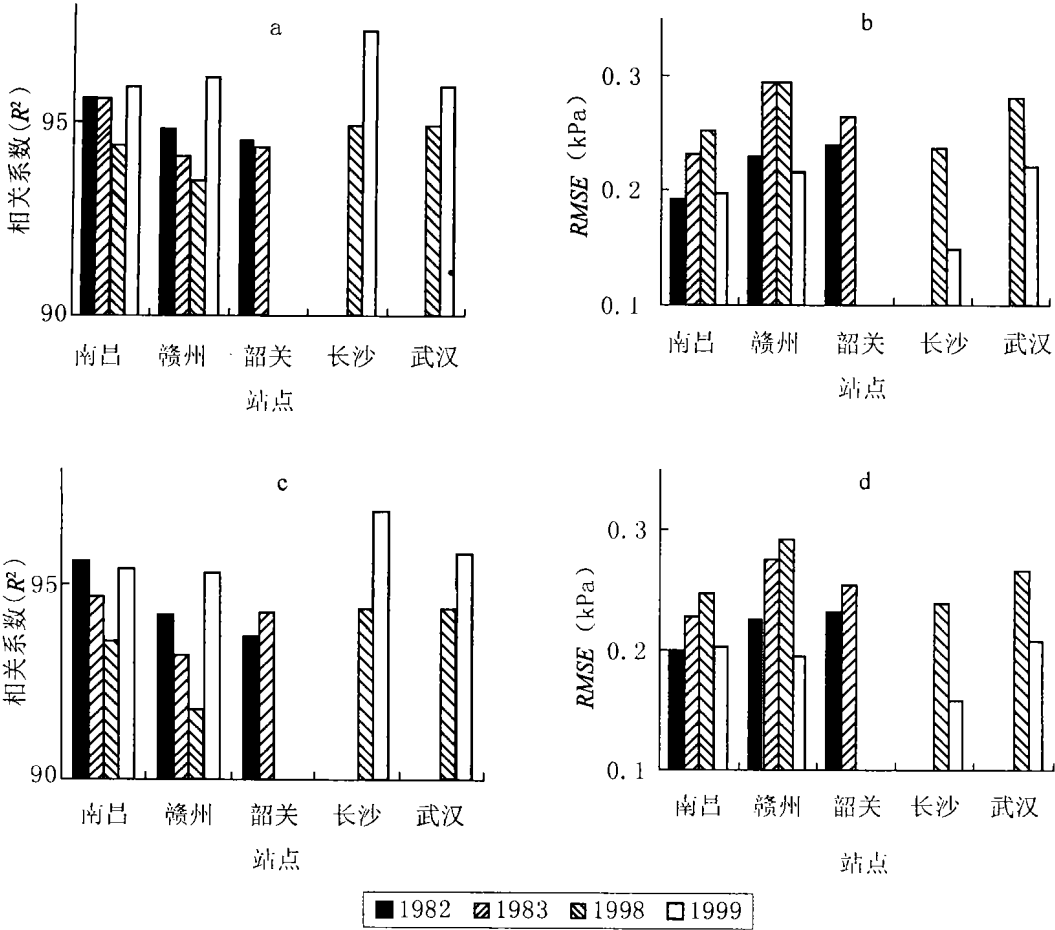 a
相关系数(R²)
95
90
南昌 赣州 韶关 长沙 武汉
站点
b
RMSE (kPa)
0.3
0.2
0.1
南昌 赣州 韶关 长沙 武汉
站点
c
相关系数(R²)
95
90
南昌 赣州 韶关 长沙 武汉
站点
d
RMSE (kPa)
0.3
0.2
0.1
南昌 赣州 韶关 长沙 武汉
站点
1982 1983 1998 1999